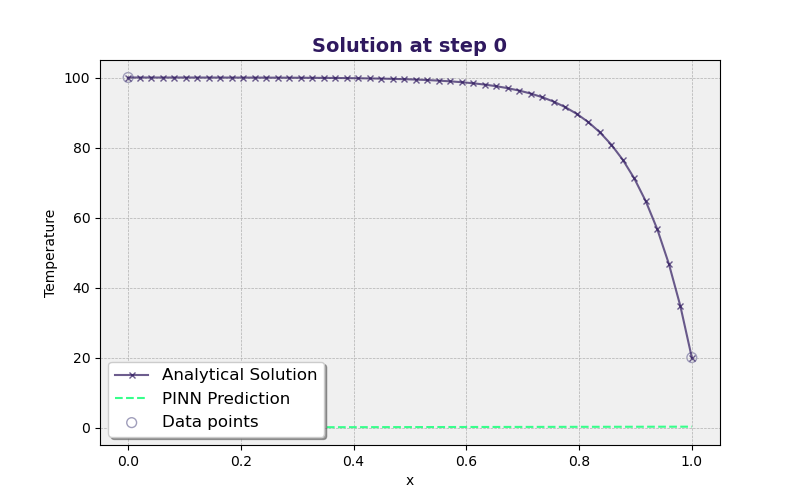 Solution at step 0
Temperature
100
80
60
40
20
0
Analytical Solution
PINN Prediction
Data points
0.0 0.2 0.4 0.6 0.8 1.0
x